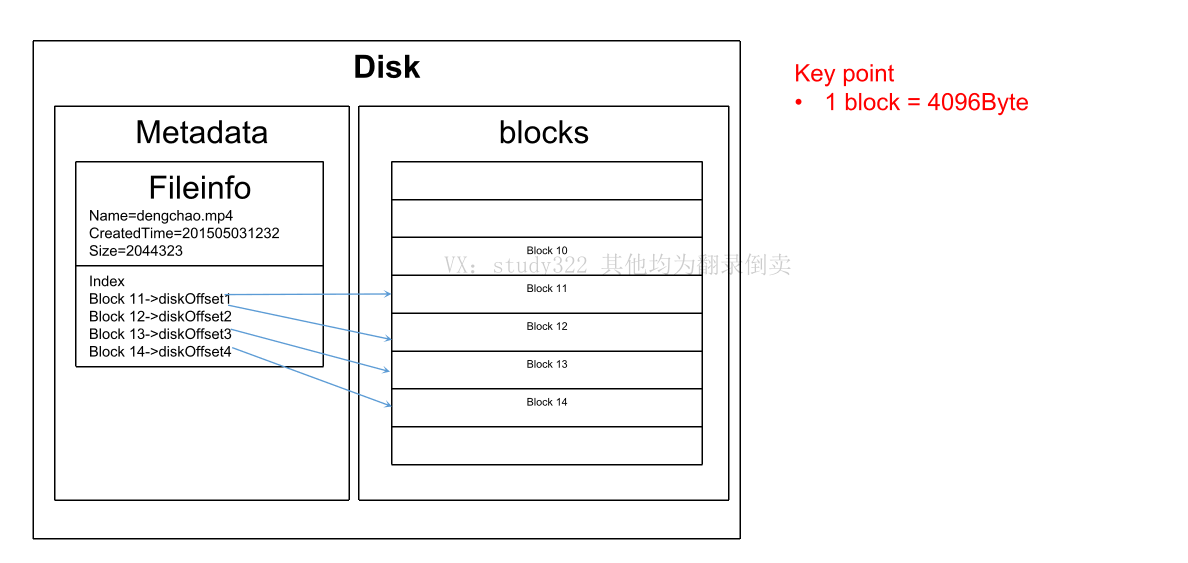 Disk
Metadata
Fileinfo
Name=dengchao.mp4
CreatedTime=201505031232
Size=2044323
Index
Block 11->diskOffset1
Block 12->diskOffset2
Block 13->diskOffset3
Block 14->diskOffset4
blocks
Block 10
VX：study322 其他均为翻录倒卖
Block 11
Block 12
Block 13
Block 14
Key point
• 1 block = 4096Byte